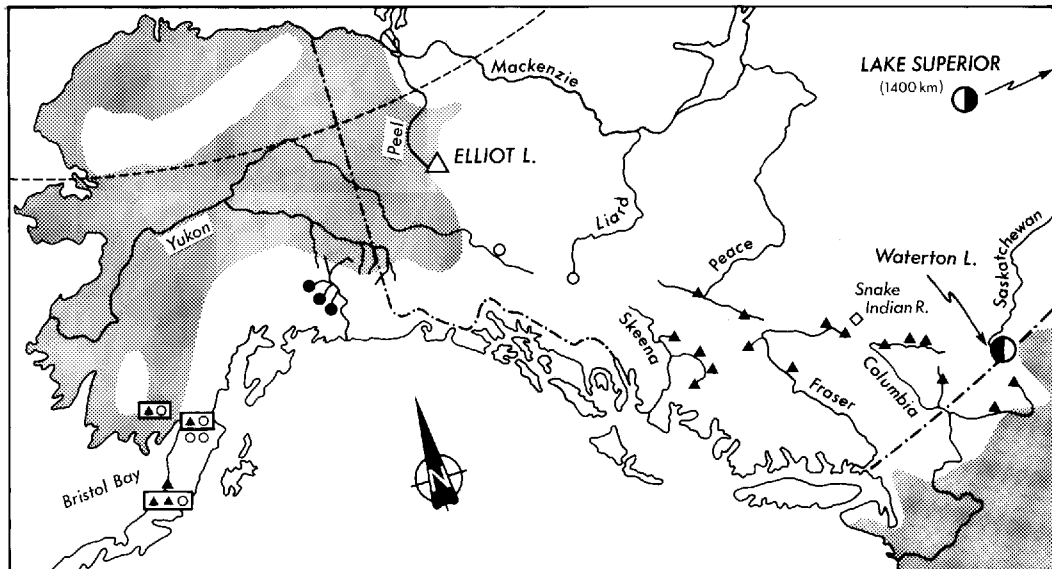 Mackenzie
LAKE SUPERIOR
(1400 km)
Peel
ELLIOT L.
Liard
Yukon
Peace
Saskatchewan
Waterton L.
Snake
Indian R.
Skeena
Columbia
Fraser
Bristol Bay
N